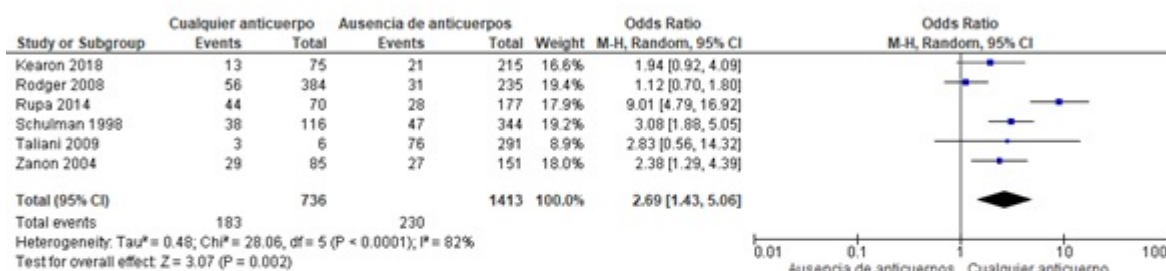 Cualquier anticuerpo Ausencia de anticuerpos Odds Ratio Odds Ratio
Study or Subgroup Events Total Events Total Weight M-H, Random, 95% CI M-H, Random, 95% CI
Kearon 2018 13 75 21 215 16.6% 1.94 [0.92, 4.09]
Rodger 2008 56 384 31 235 19.4% 1.12 [0.70, 1.80]
Rupa 2014 44 70 28 177 17.9% 9.01 [4.79, 16.92]
Schulman 1998 38 116 47 344 19.2% 3.08 [1.88, 5.05]
Taliani 2009 3 6 76 291 8.9% 2.83 [0.56, 14.32]
Zanon 2004 29 85 27 151 18.0% 2.38 [1.29, 4.39]
Total (95% CI) 736 1413 100.0% 2.69 [1.43, 5.06]
Total events 183 230
Heterogeneity: Tau² = 0.48; Chi² = 28.06, df = 5 (P < 0.0001); I² = 82%
Test for overall effect: Z = 3.07 (P = 0.002)
0.01 0.1 1 10 100
Ausencia de anticuerpos Cualquier anticuerpo